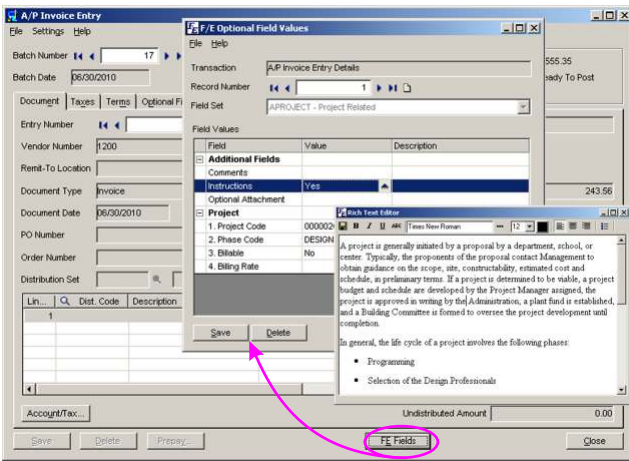 A/P Invoice Entry
File Settings Help
Batch Number 17
Batch Date 06/30/2010
555.35
Ready To Post
Document Taxes Terms Optional Fi
Entry Number
Vendor Number 1200
Remit-To Location
Document Type Invoice
243.56
Document Date 06/30/2010
PO Number
Order Number
Distribution Set
Lin... Dist. Code Description
1
Account/Tax...
Undistributed Amount 0.00
Save Delete Prepay... FE Fields Close
F/E Optional Field Values
File Help
Transaction A/P Invoice Entry Details
Record Number 1
Field Set APROJECT - Project Related
Field Values
Field Value Description
Additional Fields
Comments
Instructions Yes
Optional Attachment
Project
1. Project Code 000002
2. Phase Code DESIGN
3. Billable No
4. Billing Rate
Save Delete
Rich Text Editor
B I U ABC Times New Roman 12
A project is generally initiated by a proposal by a department, school, or
center. Typically, the proponents of the proposal contact Management to
obtain guidance on the scope, site, constructability, estimated cost and
schedule, in preliminary terms. If a project is determined to be viable, a project
budget and schedule are developed by the Project Manager assigned, the
project is approved in writing by the Administration, a plant fund is established,
and a Building Committee is formed to oversee the project development until
completion.
In general, the life cycle of a project involves the following phases:
• Programming
• Selection of the Design Professionals